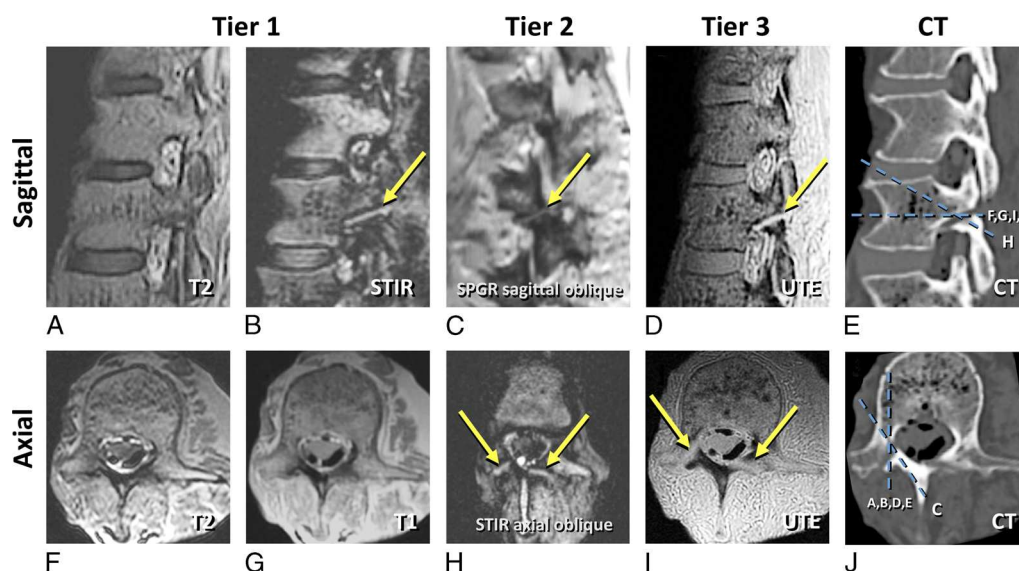 Tier 1 Tier 2 Tier 3 CT
Sagittal
T2 STIR SPGR sagittal oblique UTE CT
F,G,I,
H
A B C D E
Axial
T2 T1 STIR axial oblique UTE CT
A,B,D,E
C
F G H I J